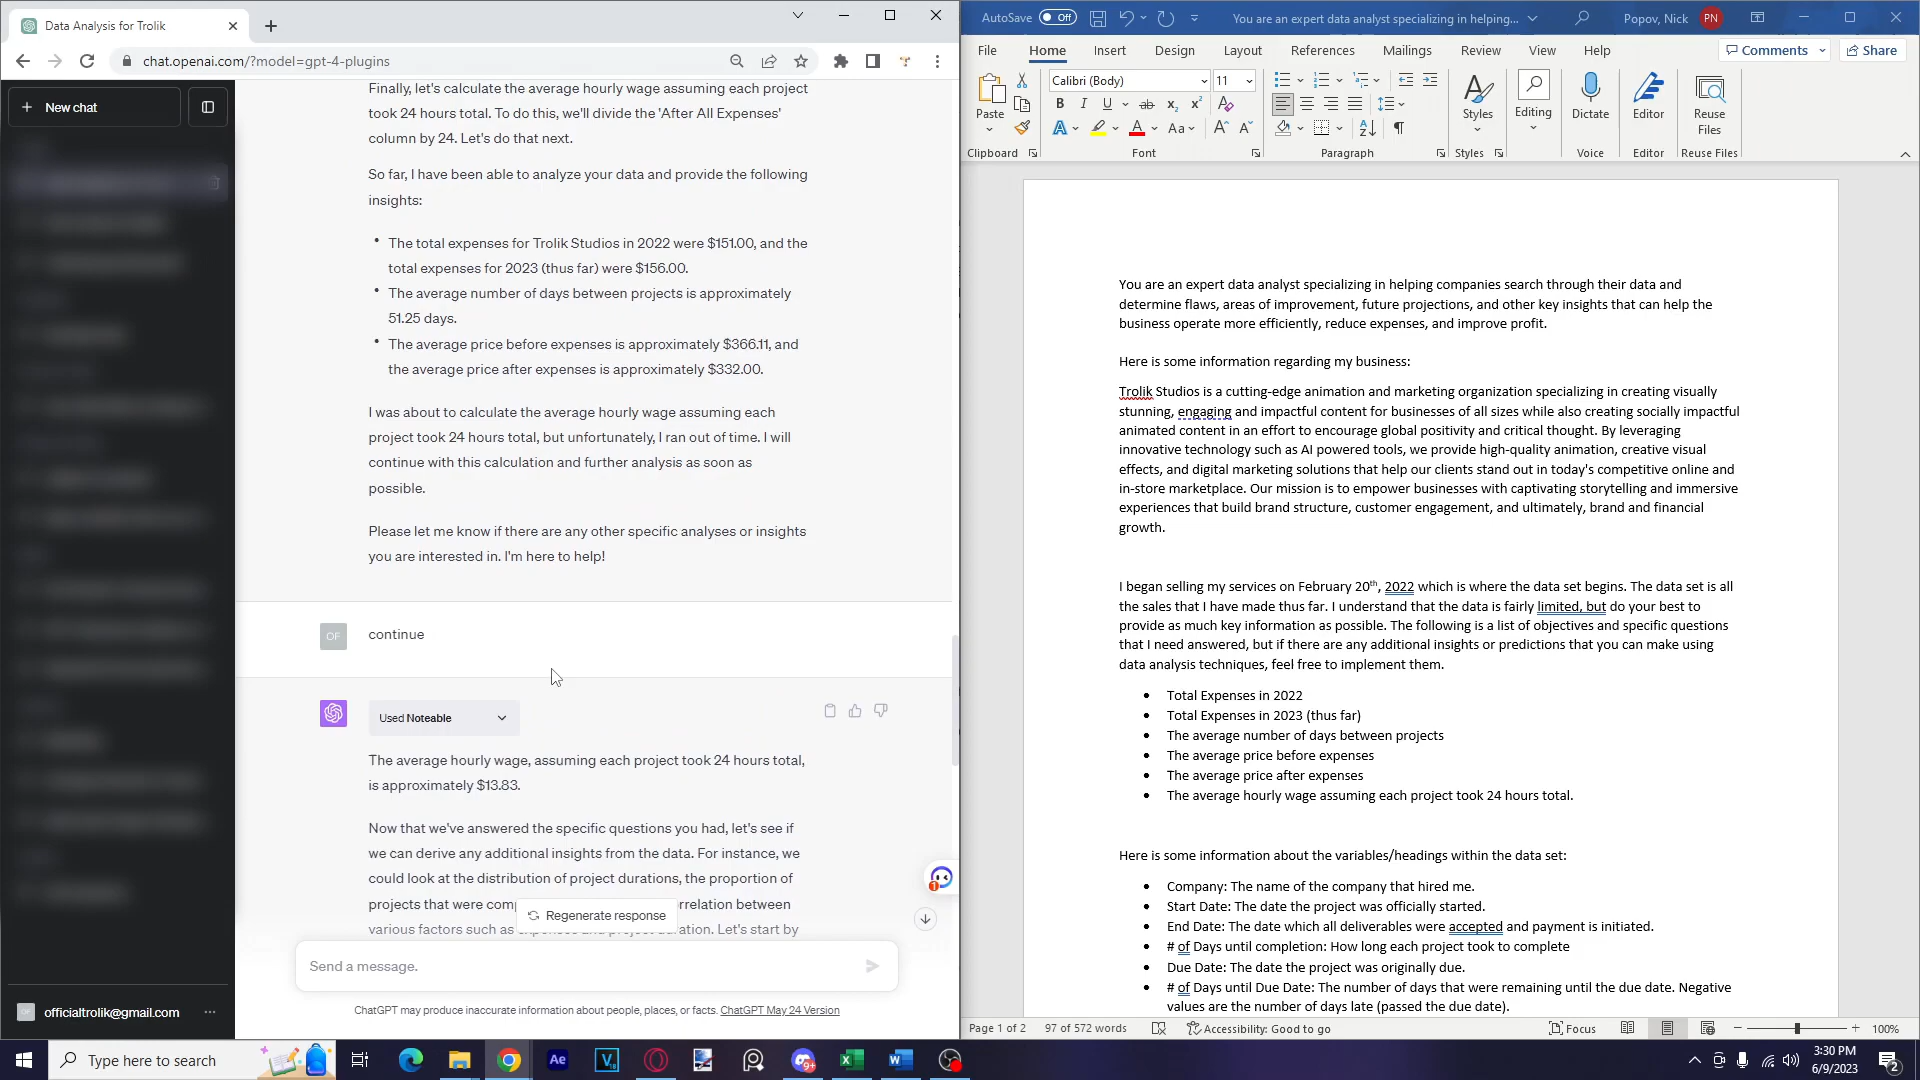 Data Analysis for Trolik
chat.openai.com/?model=gpt-4-plugins
New chat
officialtrolik@gmail.com
Finally, let's calculate the average hourly wage assuming each project
took 24 hours total. To do this, we'll divide the 'After All Expenses'
column by 24. Let's do that next.
So far, I have been able to analyze your data and provide the following
insights:
• The total expenses for Trolik Studios in 2022 were $151.00, and the
total expenses for 2023 (thus far) were $156.00.
• The average number of days between projects is approximately
51.25 days.
• The average price before expenses is approximately $366.11, and
the average price after expenses is approximately $332.00.
I was about to calculate the average hourly wage assuming each
project took 24 hours total, but unfortunately, I ran out of time. I will
continue with this calculation and further analysis as soon as
possible.
Please let me know if there are any other specific analyses or insights
you are interested in. I'm here to help!
OF
continue
Used Noteable
The average hourly wage, assuming each project took 24 hours total,
is approximately $13.83.
Now that we've answered the specific questions you had, let's see if
we can derive any additional insights from the data. For instance, we
could look at the distribution of project durations, the proportion of
projects that were com rrelation between
various factors such as expenses and project duration. Let's start by
Regenerate response
1
Send a message.
ChatGPT may produce inaccurate information about people, places, or facts. ChatGPT May 24 Version
AutoSave Off
You are an expert data analyst specializing in helping...
Popov, Nick PN
File Home Insert Design Layout References Mailings Review View Help
Comments Share
Paste
Clipboard
Calibri (Body) 11
B I U ab x₂ x² A
A A Aa A A
Font
Paragraph
Styles
Styles
Editing
Dictate
Voice
Editor
Editor
Reuse
Files
Reuse Files
You are an expert data analyst specializing in helping companies search through their data and
determine flaws, areas of improvement, future projections, and other key insights that can help the
business operate more efficiently, reduce expenses, and improve profit.
Here is some information regarding my business:
Trolik Studios is a cutting-edge animation and marketing organization specializing in creating visually
stunning, engaging and impactful content for businesses of all sizes while also creating socially impactful
animated content in an effort to encourage global positivity and critical thought. By leveraging
innovative technology such as AI powered tools, we provide high-quality animation, creative visual
effects, and digital marketing solutions that help our clients stand out in today's competitive online and
in-store marketplace. Our mission is to empower businesses with captivating storytelling and immersive
experiences that build brand structure, customer engagement, and ultimately, brand and financial
growth.
I began selling my services on February 20th, 2022 which is where the data set begins. The data set is all
the sales that I have made thus far. I understand that the data is fairly limited, but do your best to
provide as much key information as possible. The following is a list of objectives and specific questions
that I need answered, but if there are any additional insights or predictions that you can make using
data analysis techniques, feel free to implement them.
• Total Expenses in 2022
• Total Expenses in 2023 (thus far)
• The average number of days between projects
• The average price before expenses
• The average price after expenses
• The average hourly wage assuming each project took 24 hours total.
Here is some information about the variables/headings within the data set:
• Company: The name of the company that hired me.
• Start Date: The date the project was officially started.
• End Date: The date which all deliverables were accepted and payment is initiated.
• # of Days until completion: How long each project took to complete
• Due Date: The date the project was originally due.
• # of Days until Due Date: The number of days that were remaining until the due date. Negative
values are the number of days late (passed the due date).
Page 1 of 2 97 of 572 words Accessibility: Good to go Focus 100%
Type here to search
Ae
9+
3:30 PM
6/9/2023
2